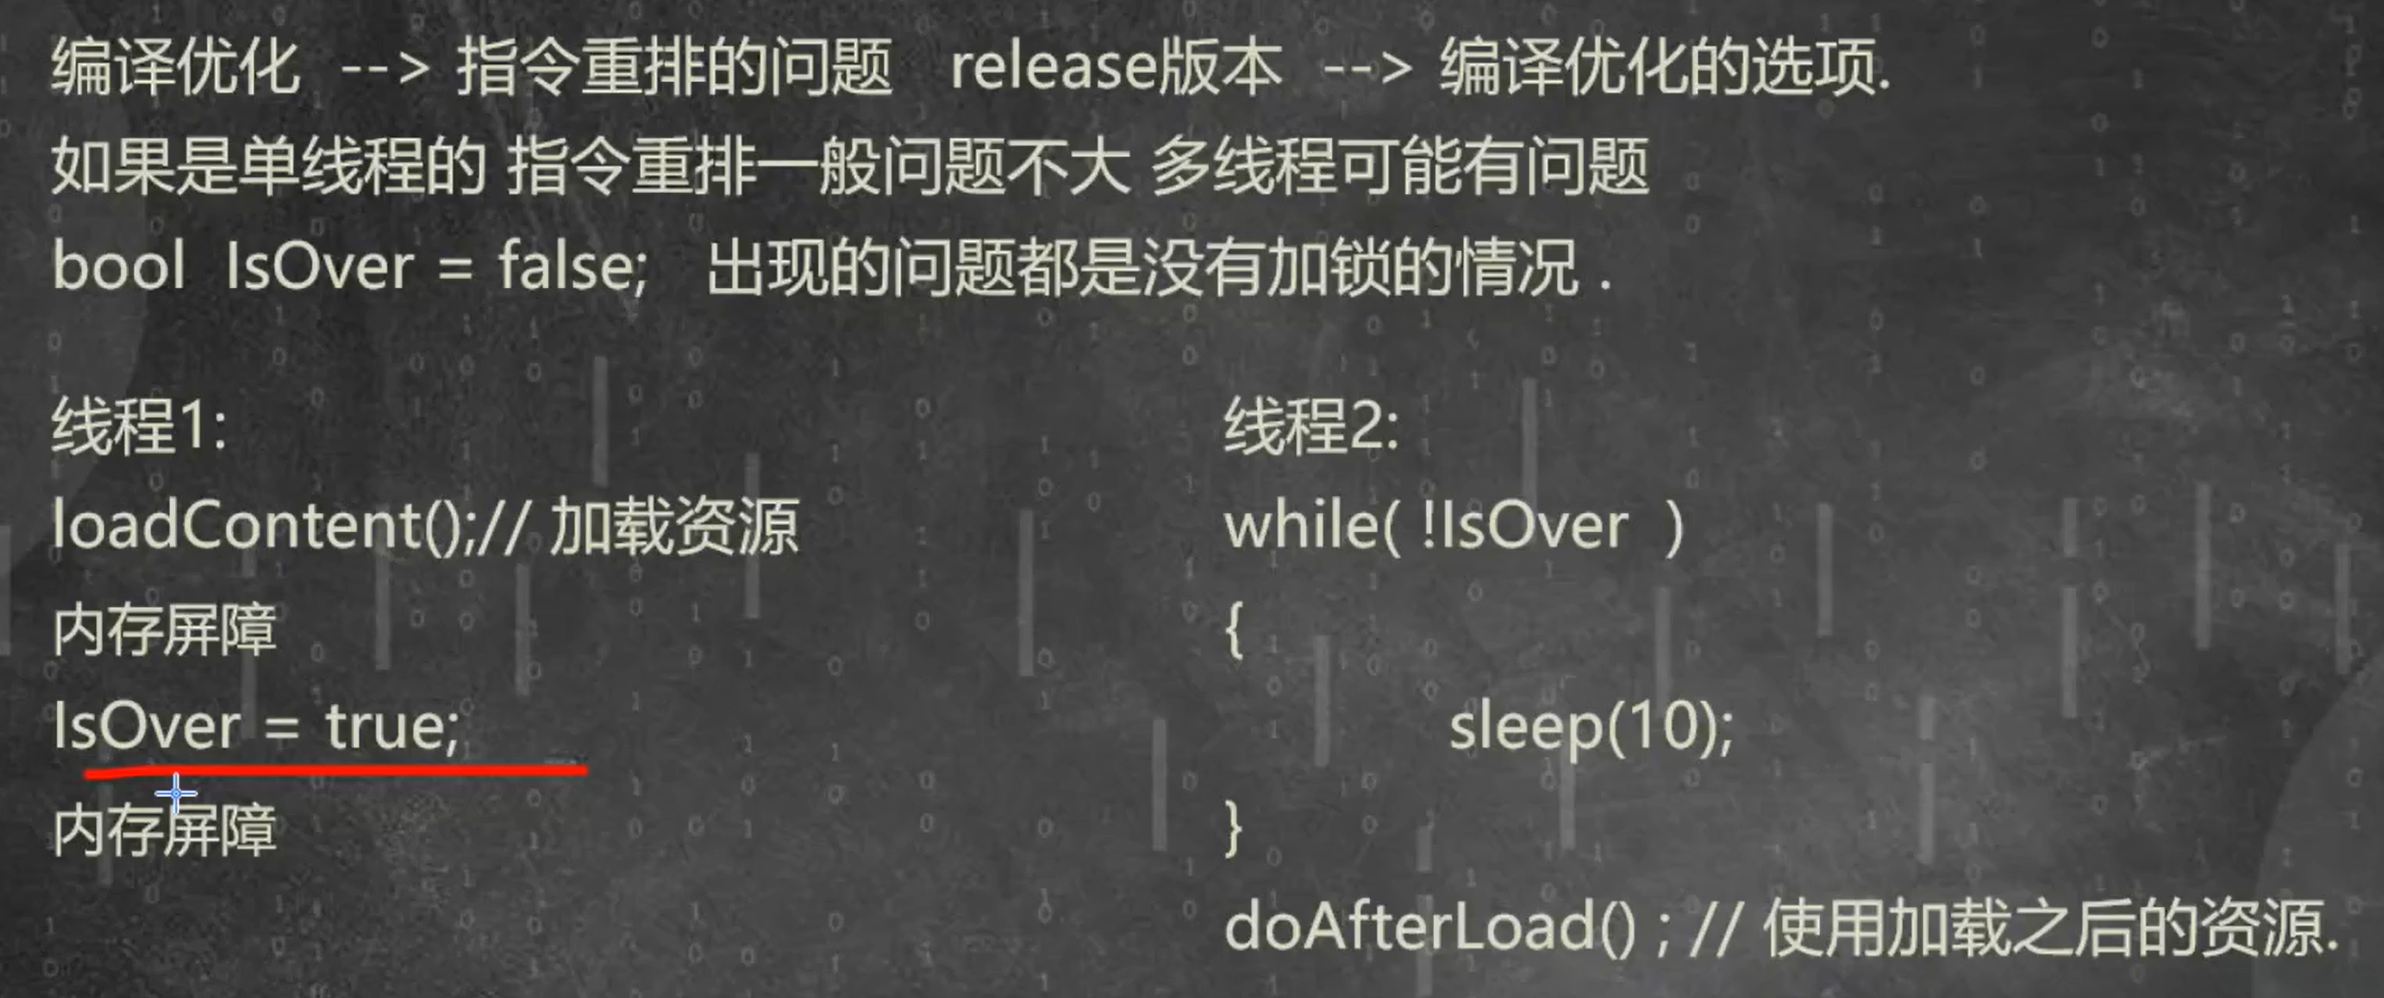 编译优化 --> 指令重排的问题 release版本 --> 编译优化的选项.
如果是单线程的 指令重排一般问题不大 多线程可能有问题
bool IsOver = false; 出现的问题都是没有加锁的情况 .
线程1:
loadContent();// 加载资源
内存屏障
IsOver = true;
内存屏障
线程2:
while( !IsOver )
{
sleep(10);
}
doAfterLoad() ; // 使用加载之后的资源.